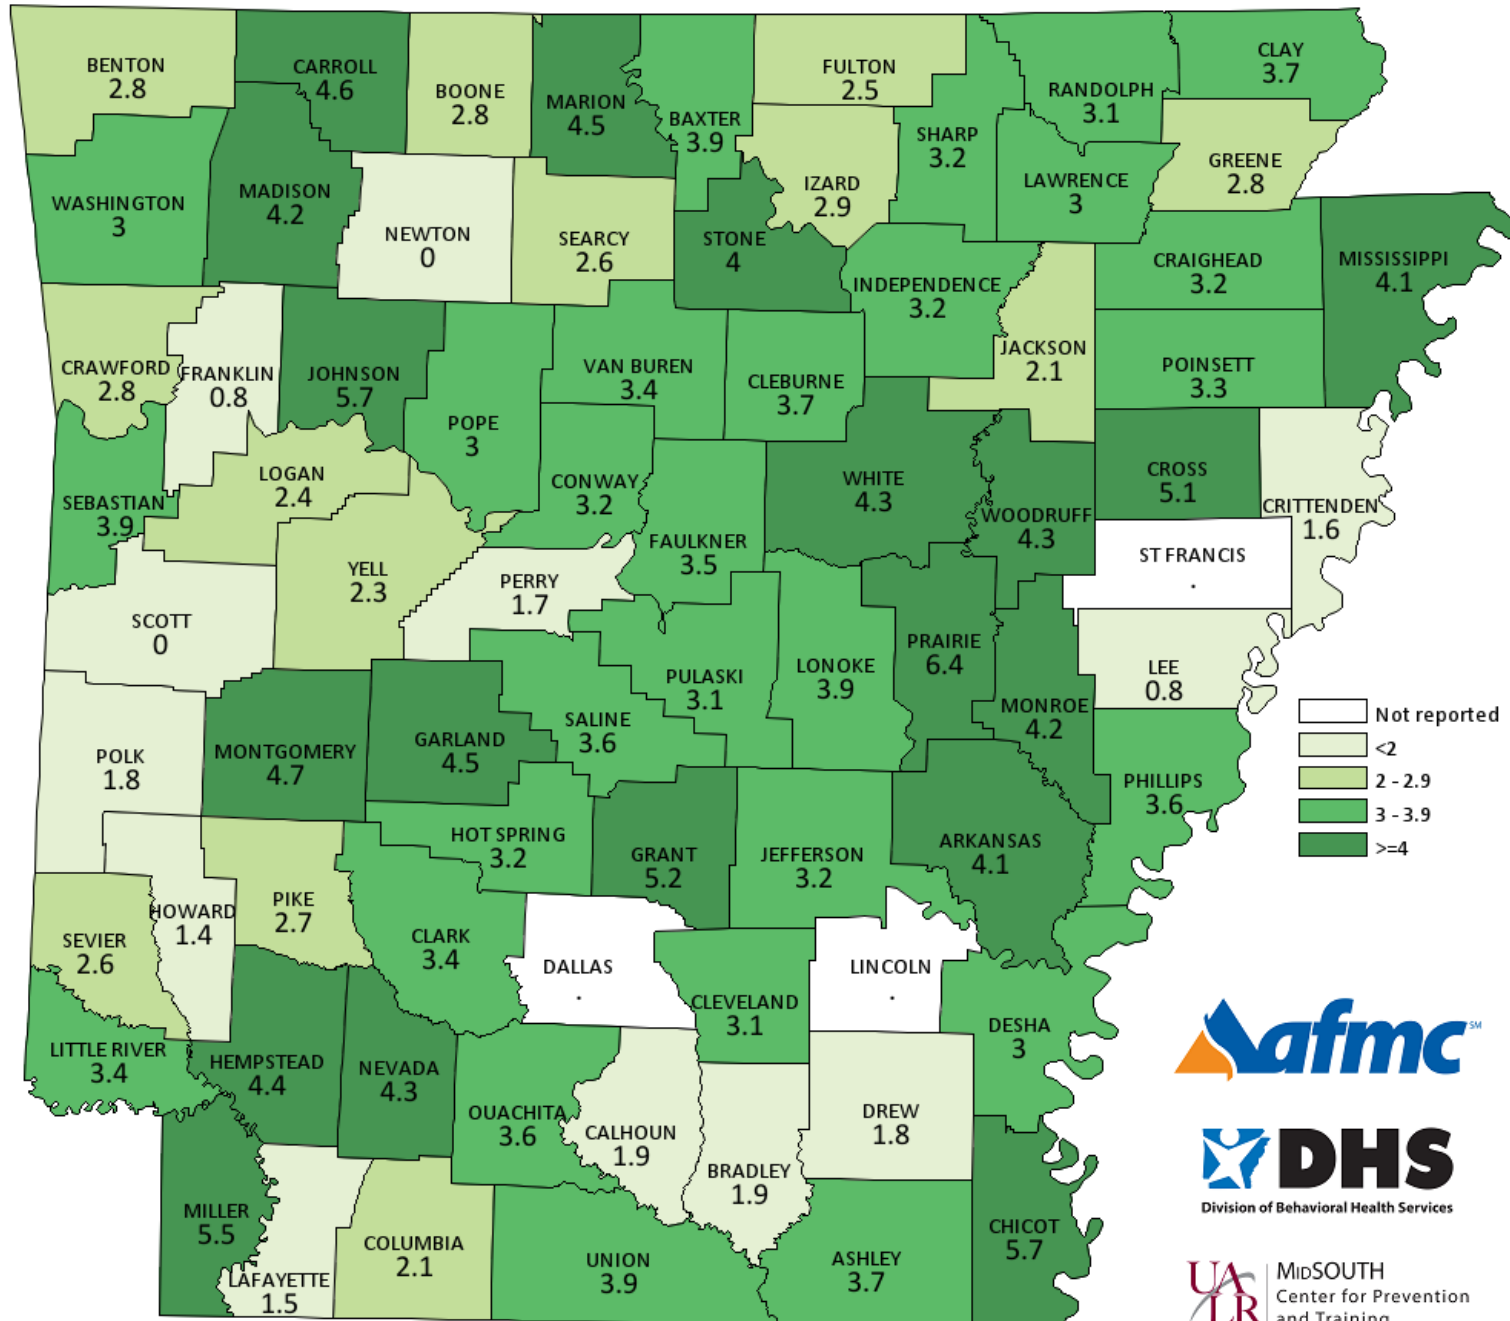 BENTON
2.8
CARROLL
4.6
BOONE
2.8
MARION
4.5
BAXTER
3.9
FULTON
2.5
SHARP
3.2
RANDOLPH
3.1
CLAY
3.7
GREENE
2.8
LAWRENCE
3
IZARD
2.9
WASHINGTON
3
MADISON
4.2
NEWTON
0
SEARCY
2.6
STONE
4
INDEPENDENCE
3.2
CRAIGHEAD
3.2
MISSISSIPPI
4.1
JACKSON
2.1
POINSETT
3.3
CRAWFORD
2.8
FRANKLIN
0.8
JOHNSON
5.7
POPE
3
VAN BUREN
3.4
CLEBURNE
3.7
LOGAN
2.4
SEBASTIAN
3.9
CONWAY
3.2
WHITE
4.3
WOODRUFF
4.3
CROSS
5.1
CRITTENDEN
1.6
FAULKNER
3.5
ST FRANCIS
.
YELL
2.3
PERRY
1.7
SCOTT
0
PULASKI
3.1
LONOKE
3.9
PRAIRIE
6.4
LEE
0.8
MONROE
4.2
SALINE
3.6
GARLAND
4.5
MONTGOMERY
4.7
POLK
1.8
PHILLIPS
3.6
HOT SPRING
3.2
GRANT
5.2
JEFFERSON
3.2
ARKANSAS
4.1
HOWARD
1.4
PIKE
2.7
SEVIER
2.6
CLARK
3.4
DALLAS
.
CLEVELAND
3.1
LINCOLN
.
DESHA
3
LITTLE RIVER
3.4
HEMPSTEAD
4.4
NEVADA
4.3
OUACHITA
3.6
CALHOUN
1.9
BRADLEY
1.9
DREW
1.8
MILLER
5.5
LAFAYETTE
1.5
COLUMBIA
2.1
UNION
3.9
ASHLEY
3.7
CHICOT
5.7
Not reported
<2
2 - 2.9
3 - 3.9
>=4
afmc SM
DHS
Division of Behavioral Health Services
UALR
MIDSOUTH
Center for Prevention
and Training